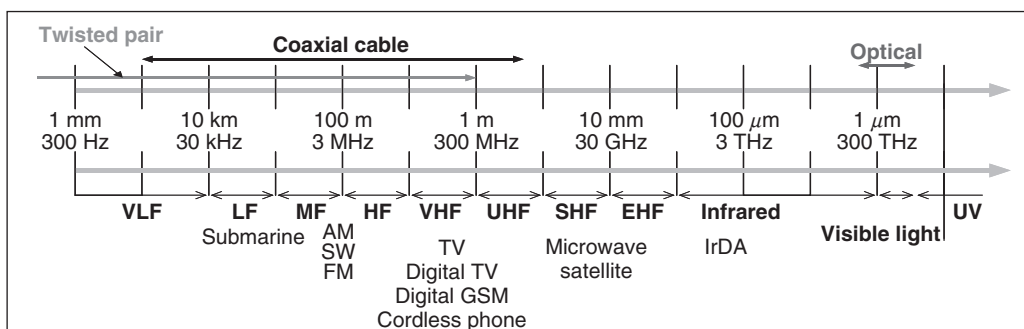 Twisted pair
Coaxial cable
Optical
1 mm 10 km 100 m 1 m 10 mm 100 μm 1 μm
300 Hz 30 kHz 3 MHz 300 MHz 30 GHz 3 THz 300 THz
VLF LF MF HF VHF UHF SHF EHF Infrared UV
Visible light
Submarine
AM
SW
FM
TV
Digital TV
Digital GSM
Cordless phone
Microwave
satellite
IrDA